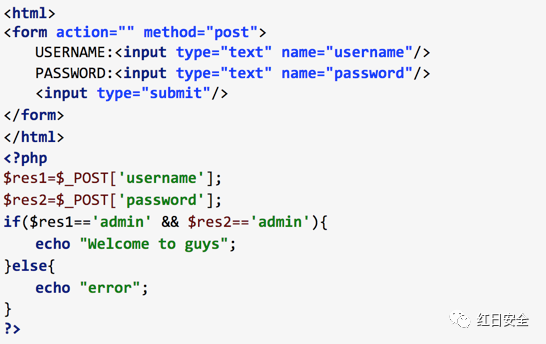 <html>
<form action="" method="post">
    USERNAME:<input type="text" name="username"/>
    PASSWORD:<input type="text" name="password"/>
    <input type="submit"/>
</form>
</html>
<?php
$res1=$_POST['username'];
$res2=$_POST['password'];
if($res1=='admin' && $res2=='admin'){
    echo "Welcome to guys";
}else{
    echo "error";
}
?>
红日安全